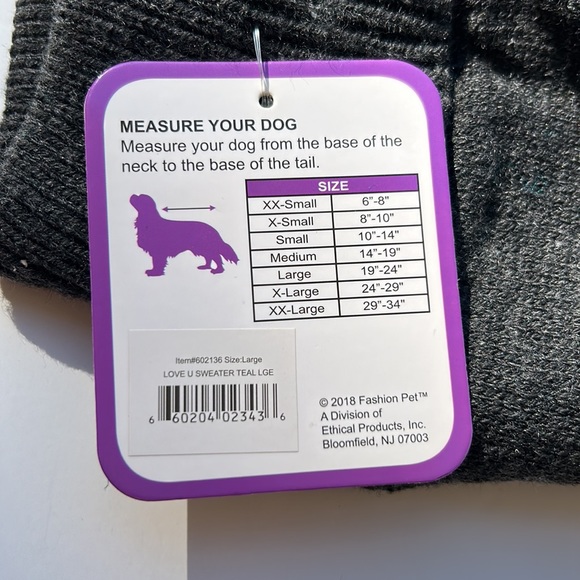 MEASURE YOUR DOG
Measure your dog from the base of the
neck to the base of the tail.
SIZE
XX-Small 6"-8"
X-Small 8"-10"
Small 10"-14"
Medium 14"-19"
Large 19"-24"
X-Large 24"-29"
XX-Large 29"-34"
Item#602136 Size:Large
LOVE U SWEATER TEAL LGE
6 60204 02343 6
© 2018 Fashion Pet™
A Division of
Ethical Products, Inc.
Bloomfield, NJ 07003